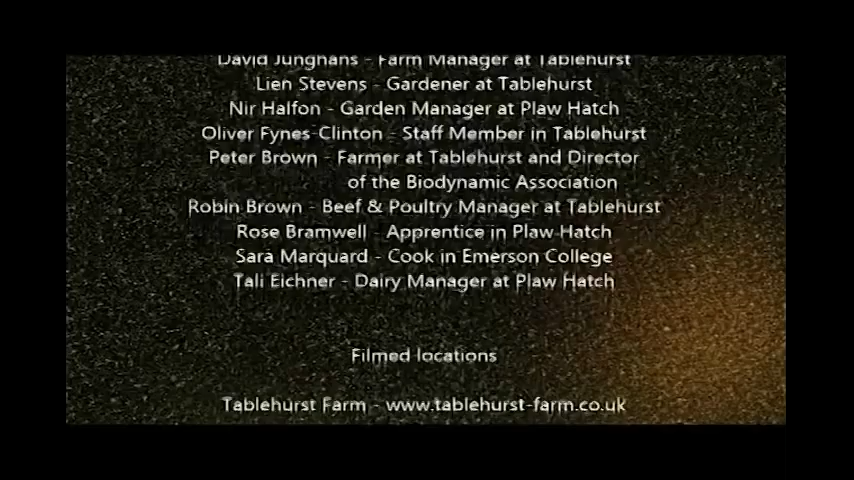 David Junghans - Farm Manager at Tablehurst
Lien Stevens - Gardener at Tablehurst
Nir Halfon - Garden Manager at Plaw Hatch
Oliver Fynes-Clinton - Staff Member in Tablehurst
Peter Brown - Farmer at Tablehurst and Director
of the Biodynamic Association
Robin Brown - Beef & Poultry Manager at Tablehurst
Rose Bramwell - Apprentice in Plaw Hatch
Sara Marquard - Cook in Emerson College
Tali Eichner - Dairy Manager at Plaw Hatch
Filmed locations
Tablehurst Farm - www.tablehurst-farm.co.uk